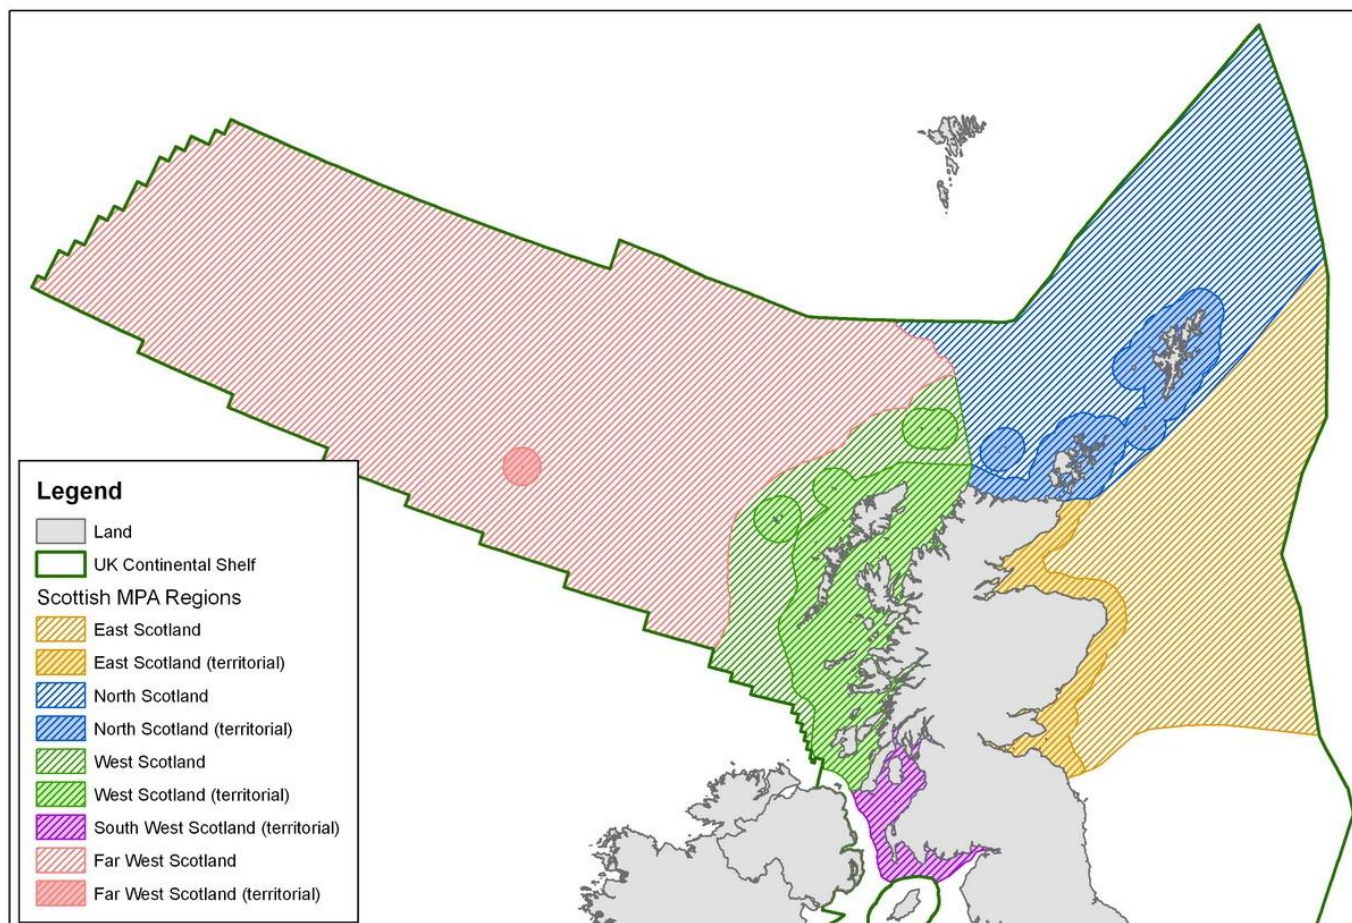 Legend
Land
UK Continental Shelf
Scottish MPA Regions
East Scotland
East Scotland (territorial)
North Scotland
North Scotland (territorial)
West Scotland
West Scotland (territorial)
South West Scotland (territorial)
Far West Scotland
Far West Scotland (territorial)